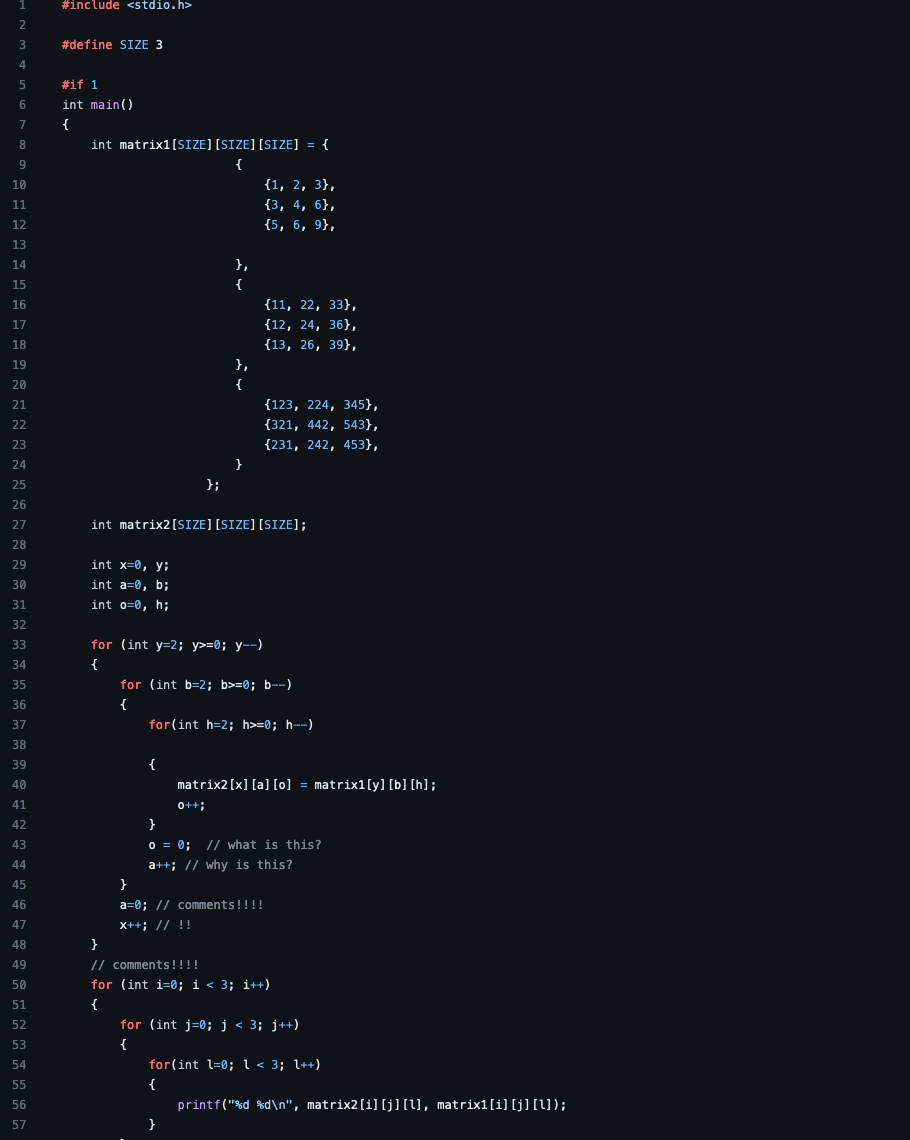 1 #include <stdio.h>
2
3 #define SIZE 3
4
5 #if 1
6 int main()
7 {
8     int matrix1[SIZE][SIZE][SIZE] = {
9                         {
10                             {1, 2, 3},
11                             {3, 4, 6},
12                             {5, 6, 9},
13
14                         },
15                         {
16                             {11, 22, 33},
17                             {12, 24, 36},
18                             {13, 26, 39},
19                         },
20                         {
21                             {123, 224, 345},
22                             {321, 442, 543},
23                             {231, 242, 453},
24                         }
25                     };
26
27     int matrix2[SIZE][SIZE][SIZE];
28
29     int x=0, y;
30     int a=0, b;
31     int o=0, h;
32
33     for (int y=2; y>=0; y--)
34     {
35         for (int b=2; b>=0; b--)
36         {
37             for(int h=2; h>=0; h--)
38
39             {
40                 matrix2[x][a][o] = matrix1[y][b][h];
41                 o++;
42             }
43             o = 0;  // what is this?
44             a++; // why is this?
45         }
46         a=0; // comments!!!!
47         x++; // !!
48     }
49     // comments!!!!
50     for (int i=0; i < 3; i++)
51     {
52         for (int j=0; j < 3; j++)
53         {
54             for(int l=0; l < 3; l++)
55             {
56                 printf("%d %d\n", matrix2[i][j][l], matrix1[i][j][l]);
57             }